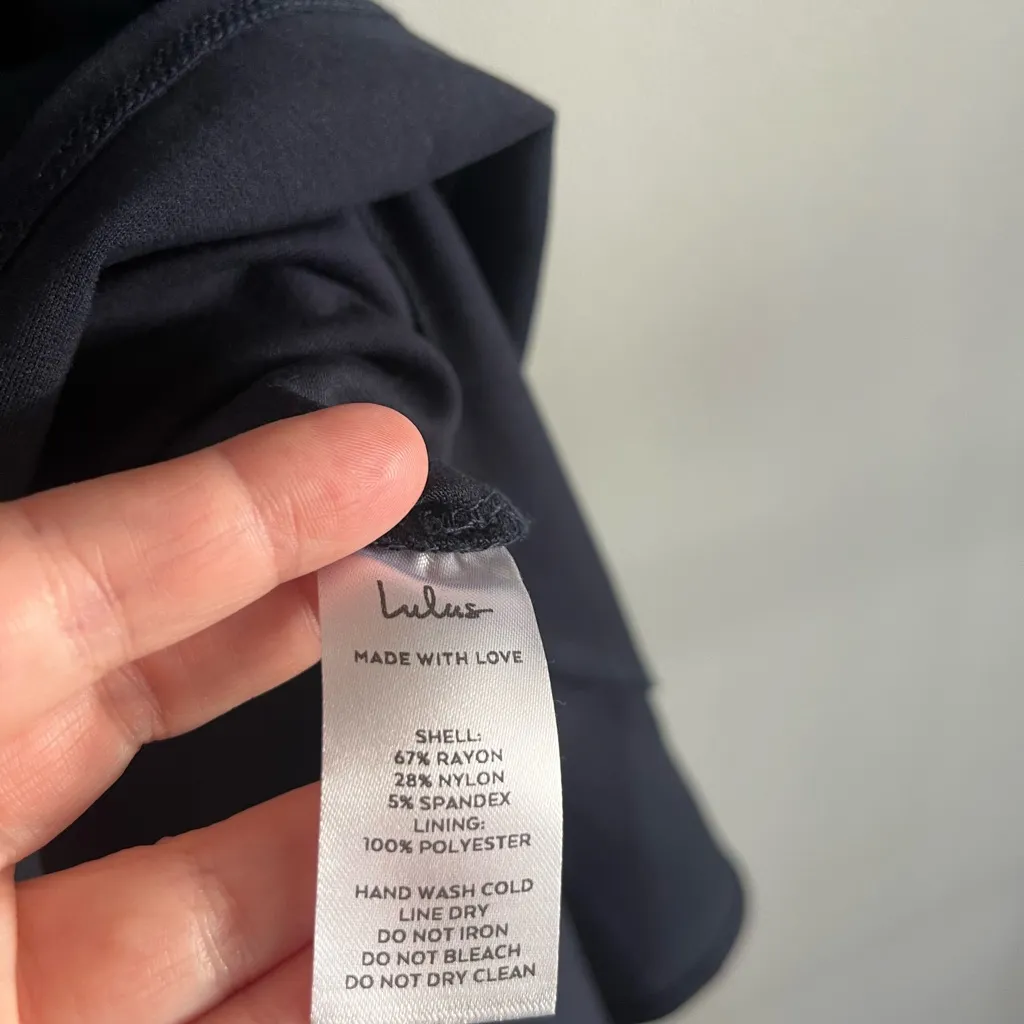 Lulus
MADE WITH LOVE
SHELL:
67% RAYON
28% NYLON
5% SPANDEX
LINING:
100% POLYESTER
HAND WASH COLD
LINE DRY
DO NOT IRON
DO NOT BLEACH
DO NOT DRY CLEAN